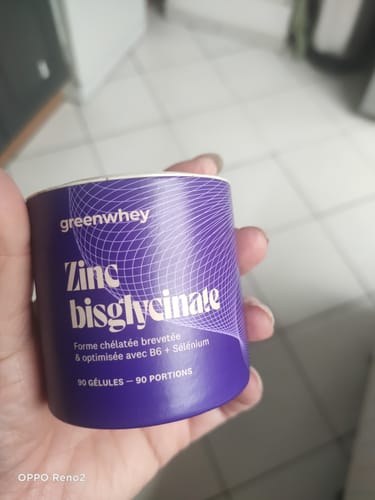 greenwhey
Zinc
bisglycinate
Forme chélatée brevetée
& optimisée avec B6 + Sélénium
90 GÉLULES — 90 PORTIONS
OPPO Reno2